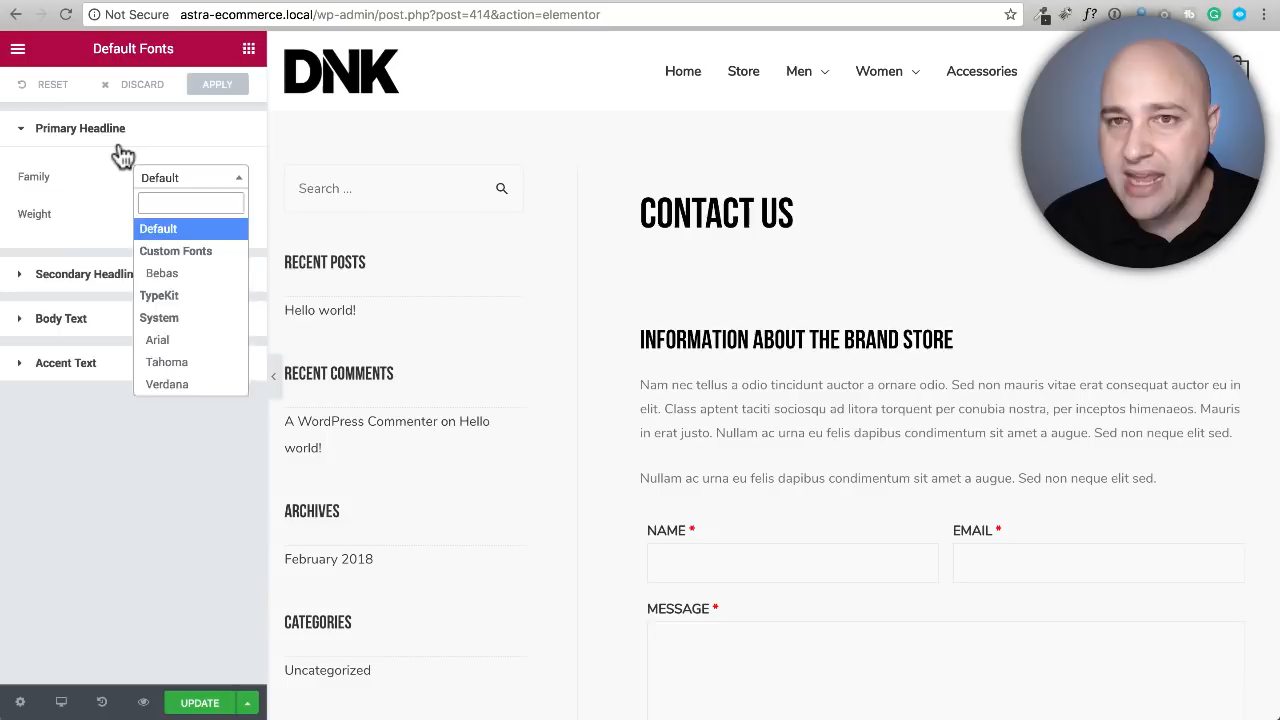 Not Secured
astra-ecommerce.local/wp-admin/post.php?post=414&action=elementor
Default Fonts
RESET
DISCARD
APPLY
Primary Headline
Family
Default
Weight
Default
Custom Fonts
Bebas
TypeKit
System
Arial
Tahoma
Verdana
Secondary Headlin
Body Text
Accent Text
UPDATE
DNK
Home
Store
Men
Women
Accessories
Search ...
RECENT POSTS
Hello world!
RECENT COMMENTS
A WordPress Commenter on Hello
world!
ARCHIVES
February 2018
CATEGORIES
Uncategorized
CONTACT US
INFORMATION ABOUT THE BRAND STORE
Nam nec tellus a odio tincidunt auctor a ornare odio. Sed non mauris vitae erat consequat auctor eu in
elit. Class aptent taciti sociosqu ad litora torquent per conubia nostra, per inceptos himenaeos. Mauris
in erat justo. Nullam ac urna eu felis dapibus condimentum sit amet a augue. Sed non neque elit sed.
Nullam ac urna eu felis dapibus condimentum sit amet a augue. Sed non neque elit sed.
NAME *
EMAIL *
MESSAGE *